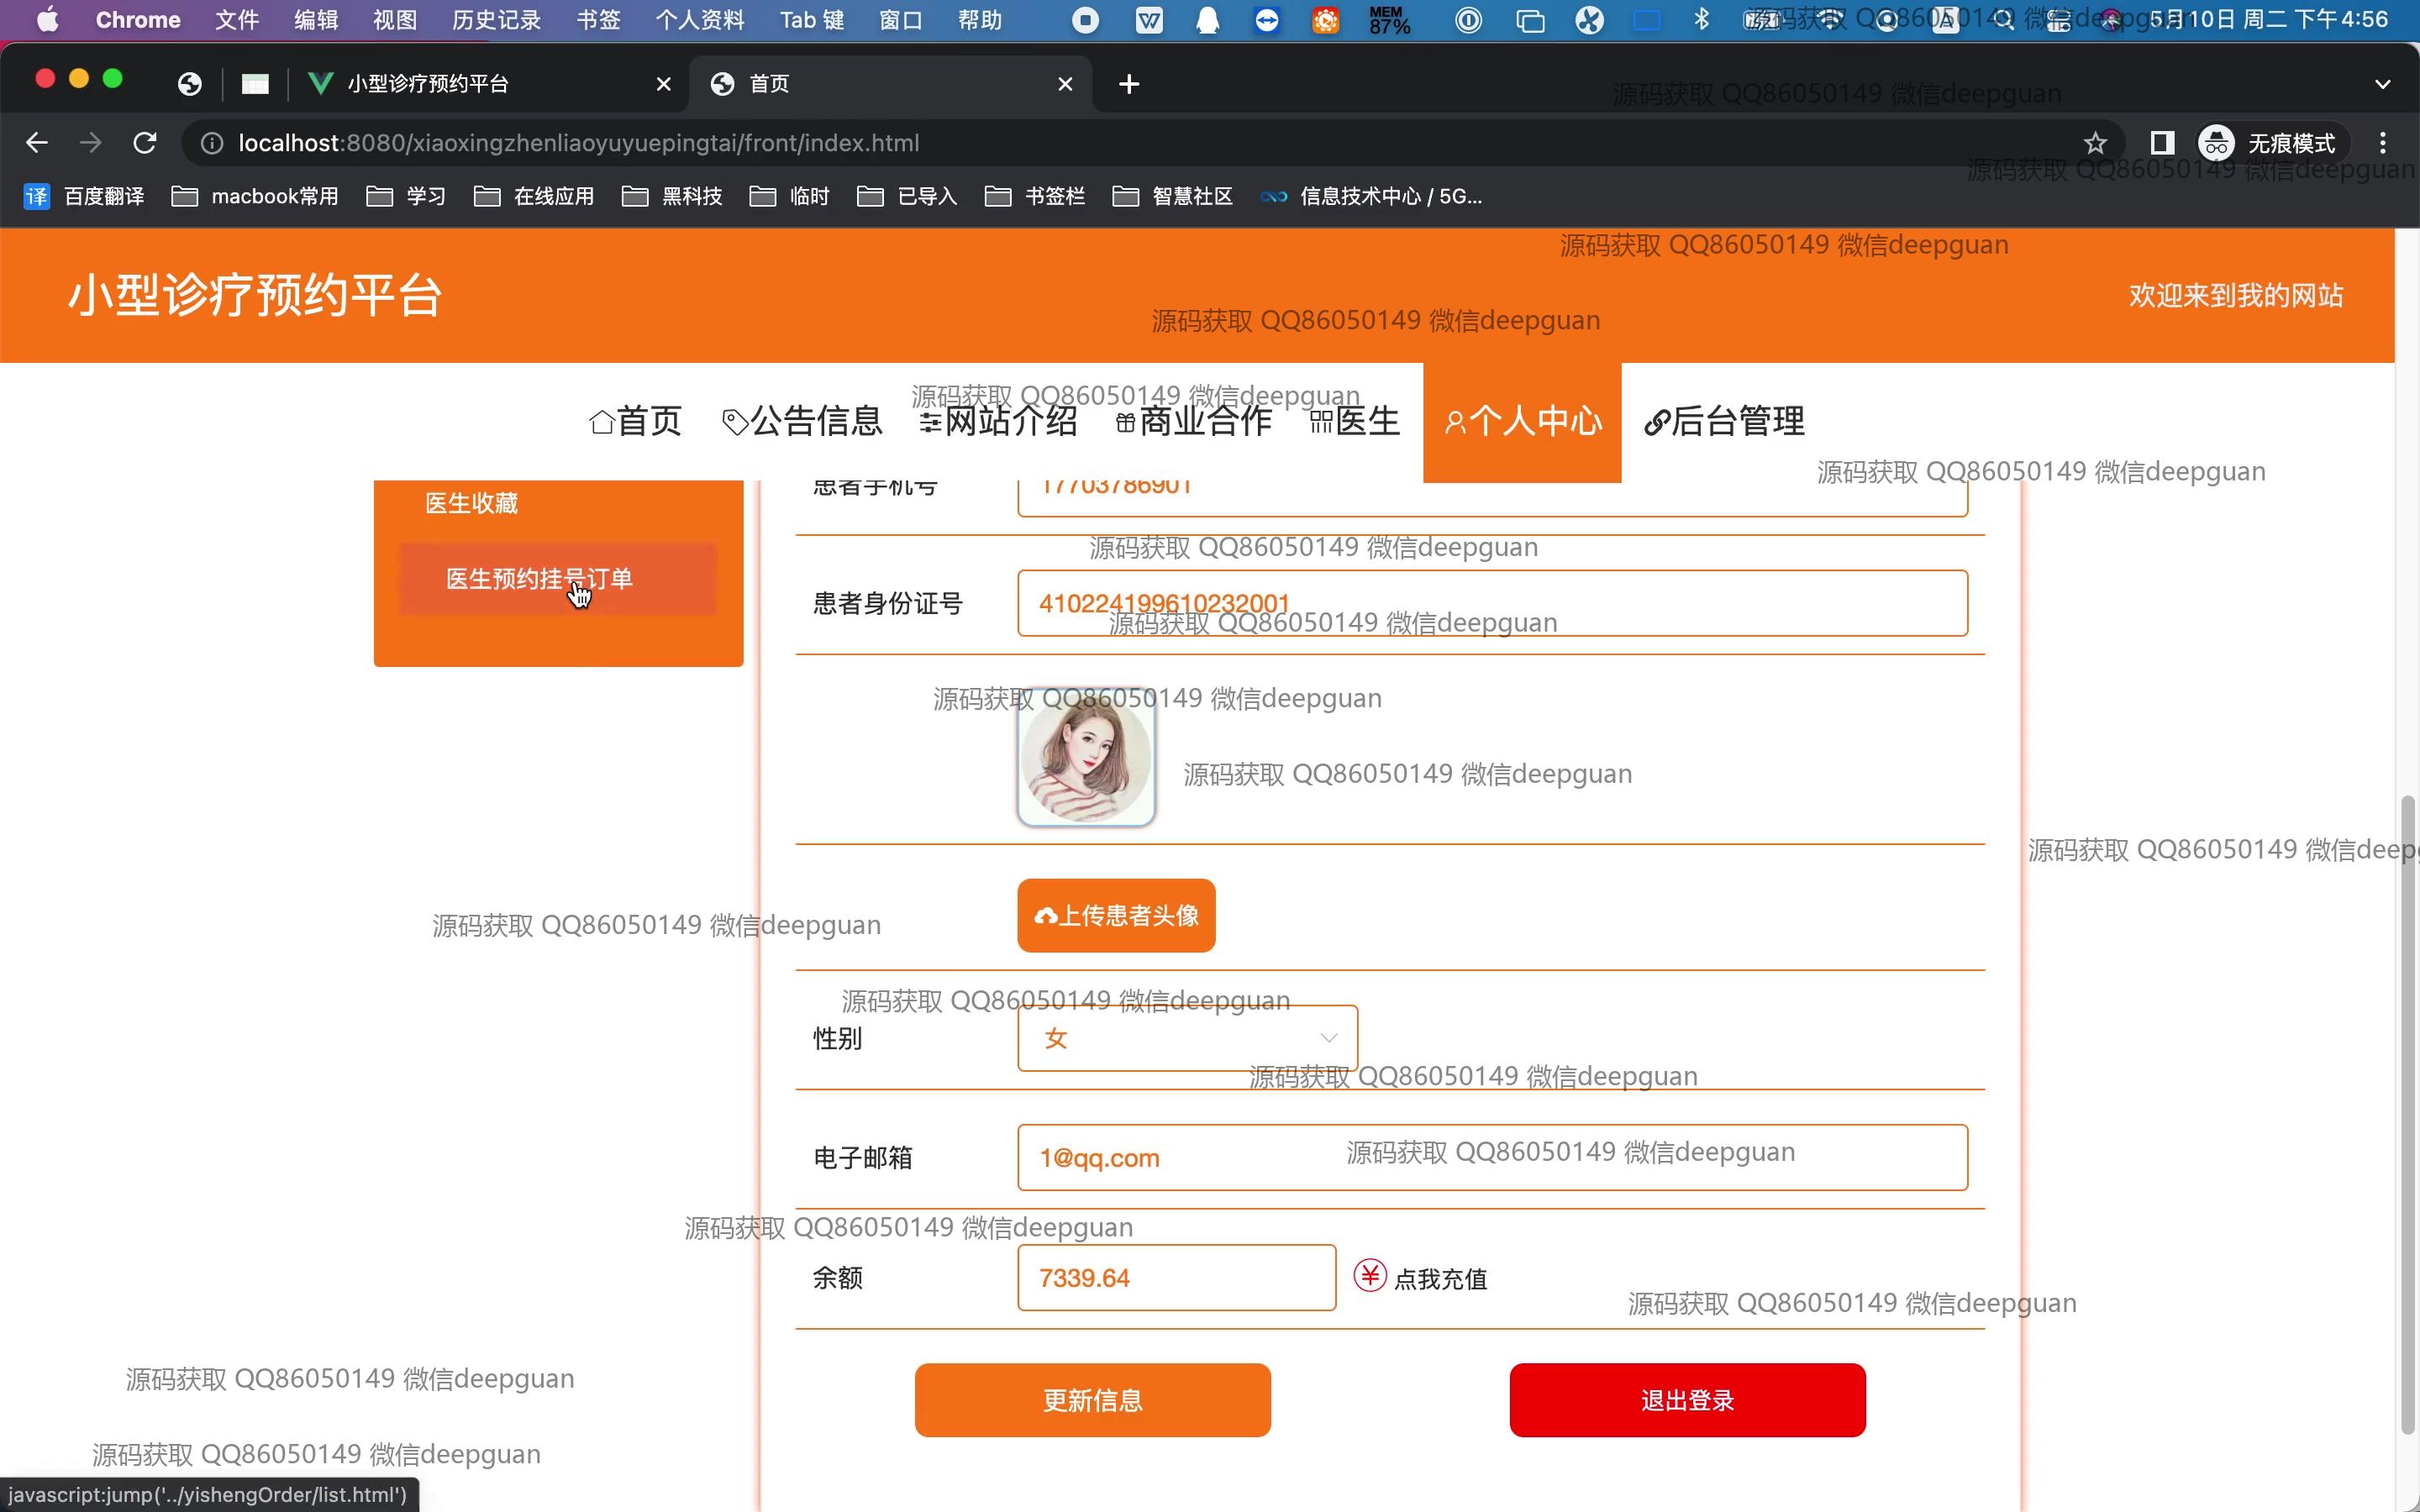 Chrome 文件 编辑 视图 历史记录 书签 个人资料 Tab 键 窗口 帮助 MEM 87% 5月10日 周二 下午4:56
源码获取 QQ86050149 微信deepguan
小型诊疗预约平台 首页
源码获取 QQ86050149 微信deepguan
localhost:8080/xiaoxingzhenliaoyuyuepingtai/front/index.html 无痕模式
源码获取 QQ86050149 微信deepguan
译 百度翻译 macbook常用 学习 在线应用 黑科技 临时 已导入 书签栏 智慧社区 信息技术中心 / 5G...
源码获取 QQ86050149 微信deepguan
小型诊疗预约平台 欢迎来到我的网站
源码获取 QQ86050149 微信deepguan
源码获取 QQ86050149 微信deepguan
首页 公告信息 网站介绍 商业合作 医生 个人中心 后台管理
源码获取 QQ86050149 微信deepguan
患者手机号 17703786901
医生收藏
源码获取 QQ86050149 微信deepguan
医生预约挂号订单
患者身份证号 410224199610232001
源码获取 QQ86050149 微信deepguan
源码获取 QQ86050149 微信deepguan
源码获取 QQ86050149 微信deepguan
源码获取 QQ86050149 微信deep
上传患者头像
源码获取 QQ86050149 微信deepguan
源码获取 QQ86050149 微信deepguan
性别 女
源码获取 QQ86050149 微信deepguan
电子邮箱 1@qq.com
源码获取 QQ86050149 微信deepguan
源码获取 QQ86050149 微信deepguan
余额 7339.64 点我充值
源码获取 QQ86050149 微信deepguan
源码获取 QQ86050149 微信deepguan
更新信息 退出登录
源码获取 QQ86050149 微信deepguan
javascript:jump('../yishengOrder/list.html')